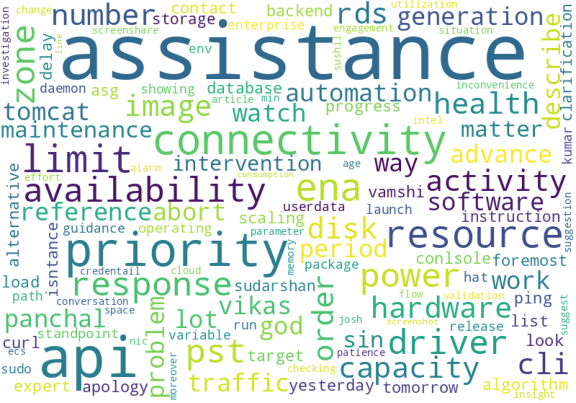 change
contact
utilization
investigation
number
storage
enterprise
backend
rds
generation
screenshare
engagement
situation
delay
line
env
sushil
assistance
zone
describe
clarification
daemon
asg
showing
database
automation
article
min
progress
inconvenience
health
tomcat
image
watch
intel
kumar
maintenance
connectivity
matter
limit
intervention
age
way
advance
alarm
effort
consumption
availability
ena
vamshi
activity
software
alternative
isntance
userdata
launch
instruction
suggestion
reference
abort
scaling
disk
guidance
operating
parameter
period
resource
priority
memory
conlsole
foremost
credentail
cloud
package
load
response
sudarshan
power
hat
work
path
conversation
space
vikas
order
flow
validation
hardware
ping
panchal
problem
lot
god
josh
screenshot
release
list
suggest
standpoint
variable
run
sin
driver
look
curl
nic
target
patience
ecs
api
pst
capacity
cli
sudo
checking
expert
apology
moreover
traffic
yesterday
tomorrow
algorithm
insight